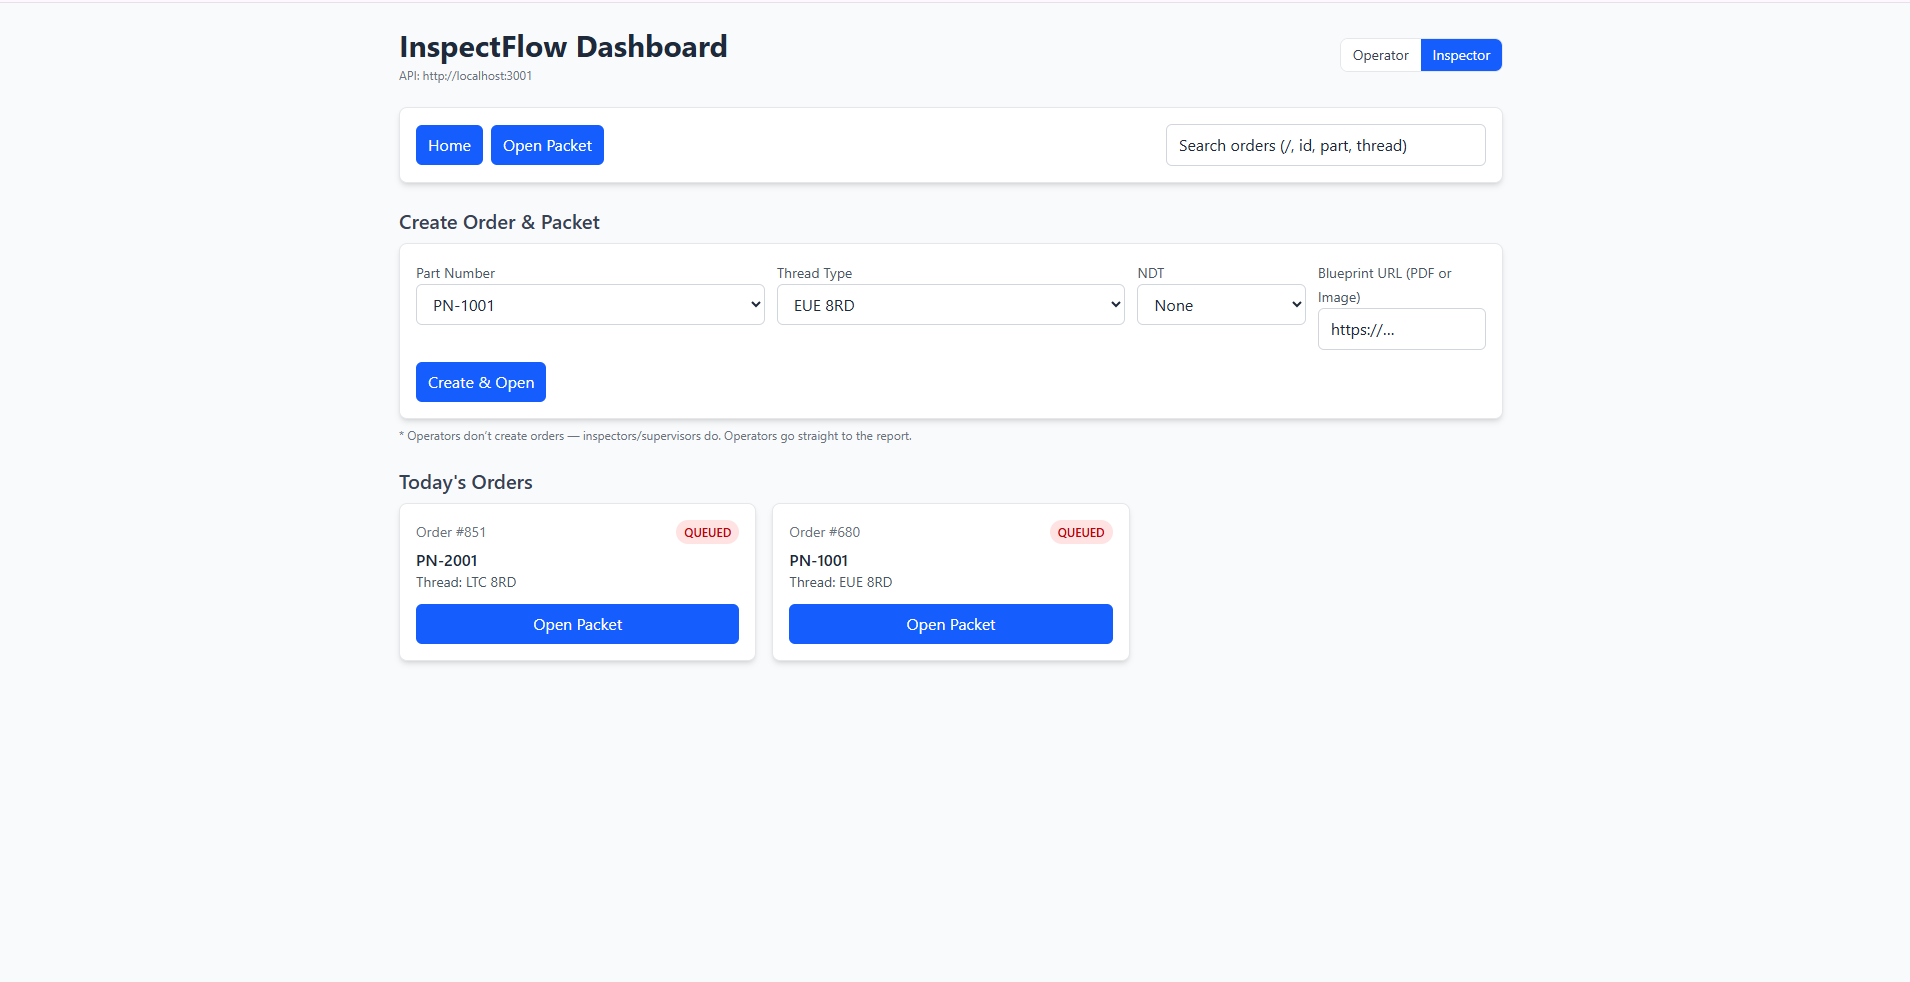 InspectFlow Dashboard
API: http://localhost:3001
Operator Inspector
Home Open Packet Search orders (/, id, part, thread)
Create Order & Packet
Part Number Thread Type NDT Blueprint URL (PDF or
Image)
PN-1001 EUE 8RD None https://...
Create & Open
* Operators don’t create orders — inspectors/supervisors do. Operators go straight to the report.
Today's Orders
Order #851 QUEUED
PN-2001
Thread: LTC 8RD
Open Packet
Order #680 QUEUED
PN-1001
Thread: EUE 8RD
Open Packet